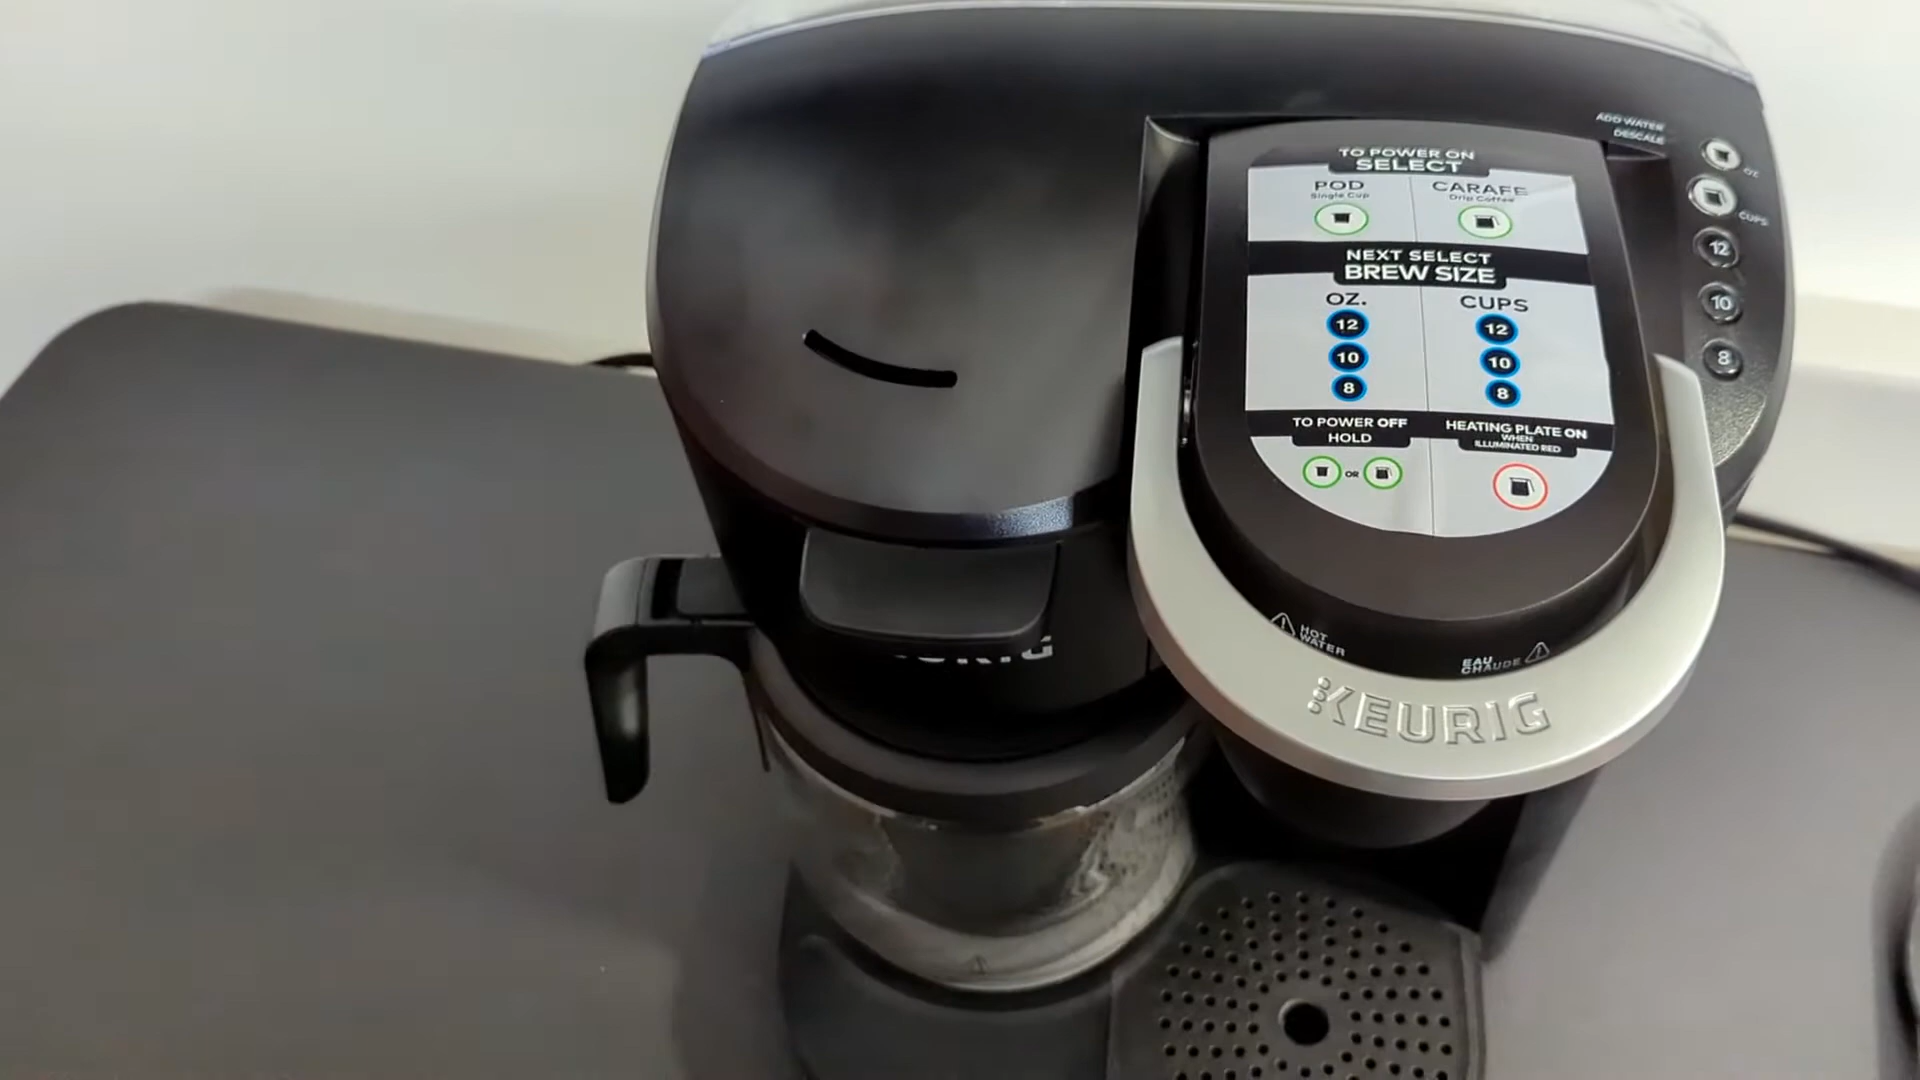 ADD WATER
DESCALE
OZ
CUPS
12
10
8
TO POWER ON
SELECT
POD
Single Cup
CARAFE
Drip Coffee
NEXT SELECT
BREW SIZE
OZ.
12
10
8
CUPS
12
10
8
TO POWER OFF
HOLD
OR
HEATING PLATE ON
WHEN
ILLUMINATED RED
HOT
WATER
EAU
CHAUDE
KEURIG